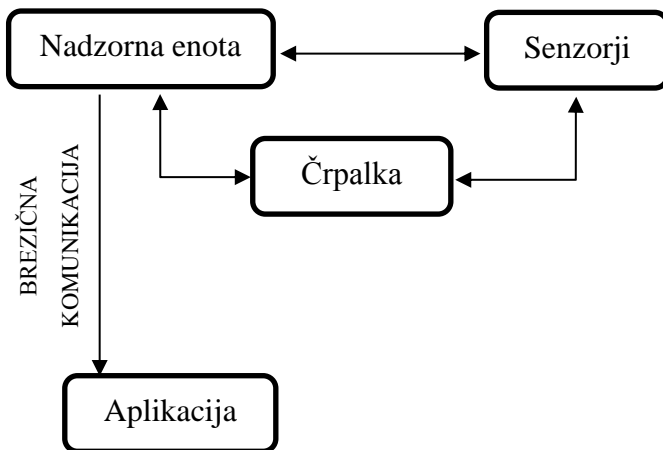 Nadzorna enota
Senzorji
Črpalka
BREZIČNA
KOMUNIKACIJA
Aplikacija